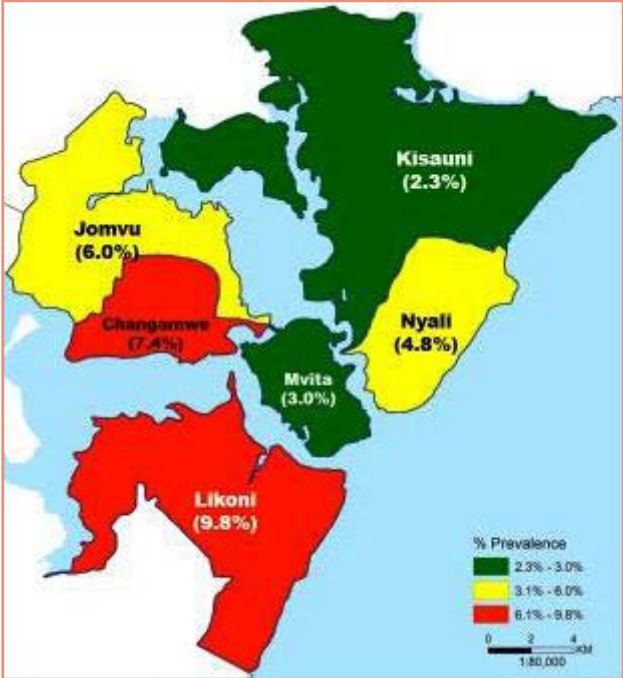 Kisauni
(2.3%)
Jomvu
(6.0%)
Changamwe
(7.4%)
Nyali
(4.8%)
Mvita
(3.0%)
Likoni
(9.8%)
% Prevalence
2.3% - 3.0%
3.1% - 6.0%
6.1% - 9.8%
0 2 4
KM
1:80,000